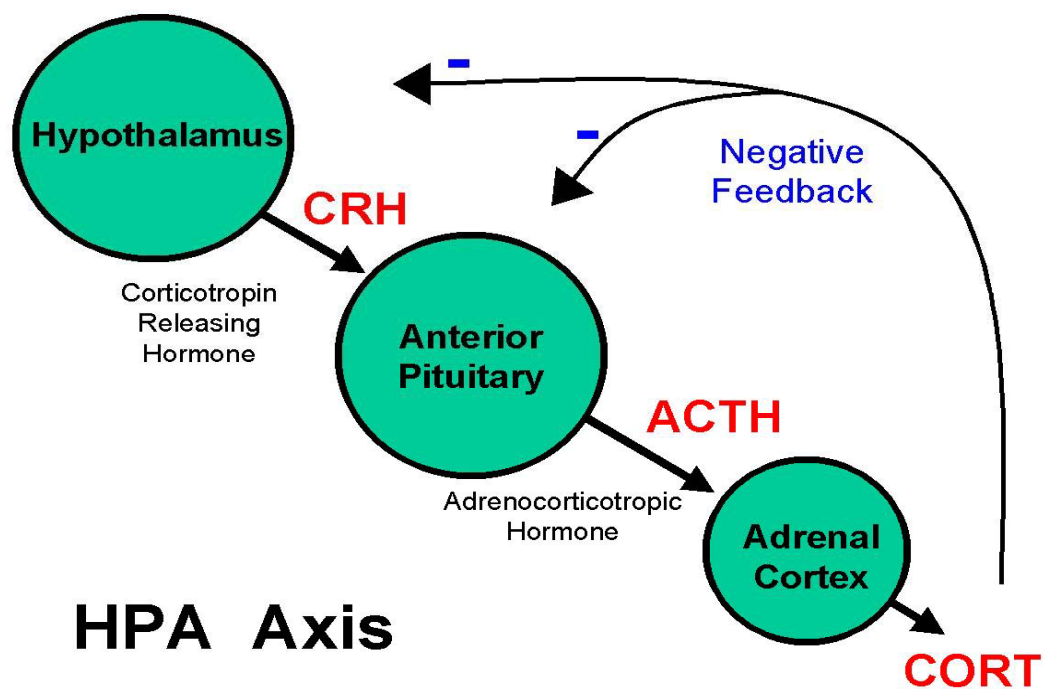 -
-
Hypothalamus
Negative
Feedback
CRH
Corticotropin
Releasing
Hormone
Anterior
Pituitary
ACTH
Adrenocorticotropic
Hormone
Adrenal
Cortex
HPA Axis
CORT